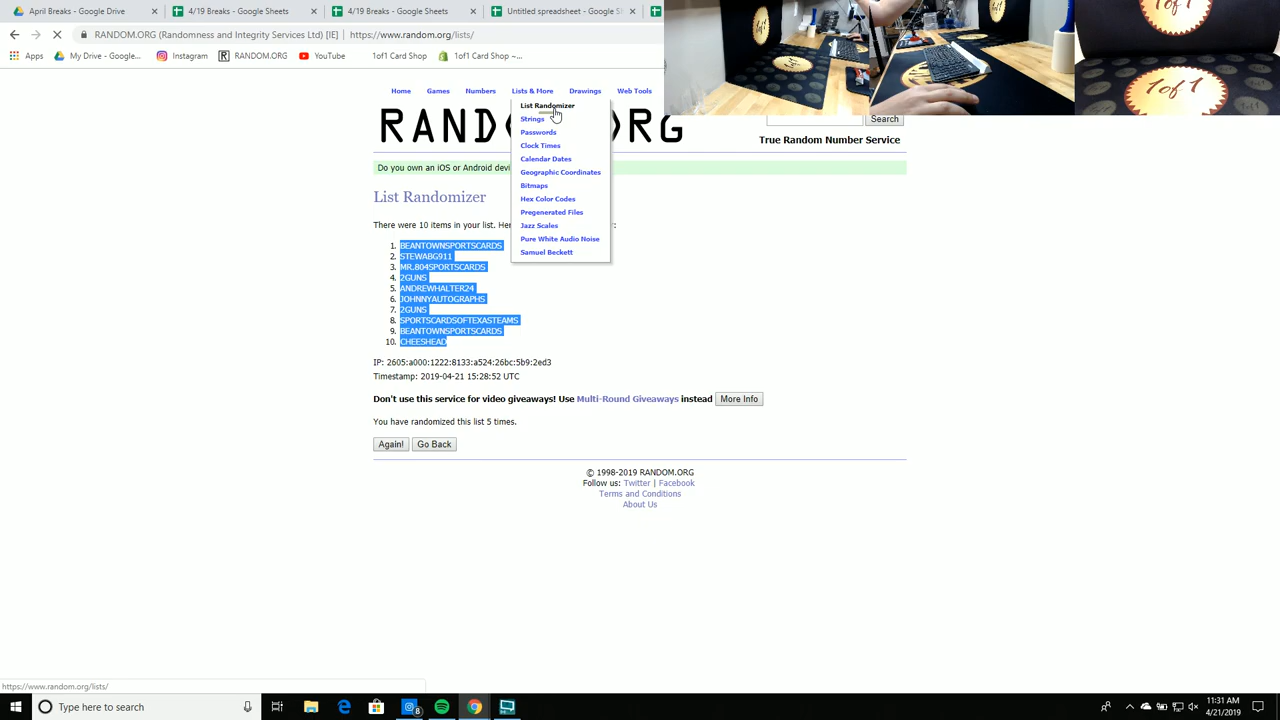 April Breaks - Google Drive
4/19 Breaks - Google Sheets
4/19 Breaks - Google Sheets
Untitled spreadsheet - Google S
RANDOM.ORG (Randomness and Integrity Services Ltd) [IE] | https://www.random.org/lists/
Apps
My Drive - Google...
Instagram
RANDOM.ORG
YouTube
1of1 Card Shop
1of1 Card Shop ~...
1of1
1of1
Home
Games
Numbers
Lists & More
Drawings
Web Tools
List Randomizer
Strings
Passwords
Clock Times
Calendar Dates
Geographic Coordinates
Bitmaps
Hex Color Codes
Pregenerated Files
Jazz Scales
Pure White Audio Noise
Samuel Beckett
Search
True Random Number Service
Do you own an iOS or Android devi
List Randomizer
There were 10 items in your list. He
1. BEANTOWNSPORTSCARDS
2. STEWABG911
3. MR.804SPORTSCARDS
4. 2GUNS
5. ANDREWHALTER24
6. JOHNNYAUTOGRAPHS
7. 2GUNS
8. SPORTSCARDSOFTEXASTEAMS
9. BEANTOWNSPORTSCARDS
10. CHEESHEAD
IP: 2605:a000:1222:8133:a524:26bc:5b9:2ed3
Timestamp: 2019-04-21 15:28:52 UTC
Don't use this service for video giveaways! Use Multi-Round Giveaways instead More Info
You have randomized this list 5 times.
Again! Go Back
© 1998-2019 RANDOM.ORG
Follow us: Twitter | Facebook
Terms and Conditions
About Us
https://www.random.org/lists/
Type here to search
8
11:31 AM
4/21/2019